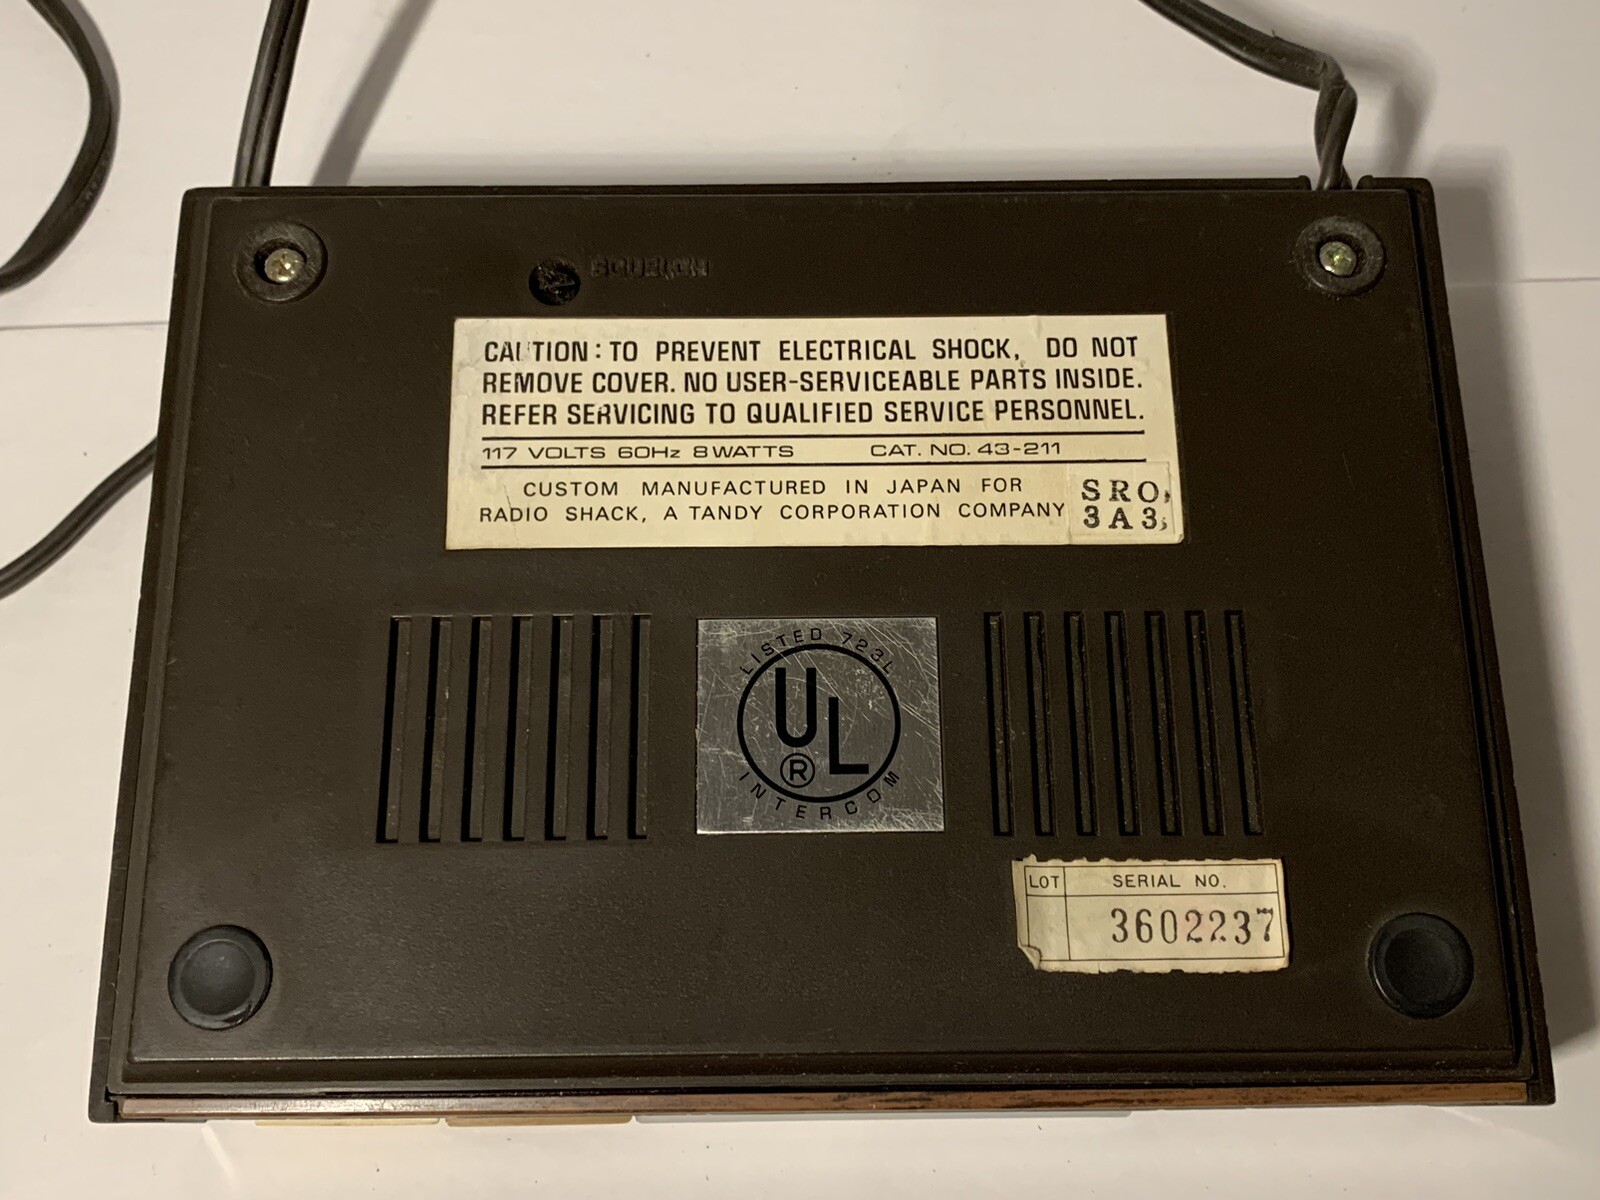 SQUELCH
CAUTION: TO PREVENT ELECTRICAL SHOCK, DO NOT
REMOVE COVER. NO USER-SERVICEABLE PARTS INSIDE.
REFER SERVICING TO QUALIFIED SERVICE PERSONNEL.
117 VOLTS 60Hz 8WATTS CAT. NO. 43-211
CUSTOM MANUFACTURED IN JAPAN FOR
RADIO SHACK, A TANDY CORPORATION COMPANY
SRO
3A3
LISTED 723L
UL
®
INTERCOM
LOT SERIAL NO.
3602237